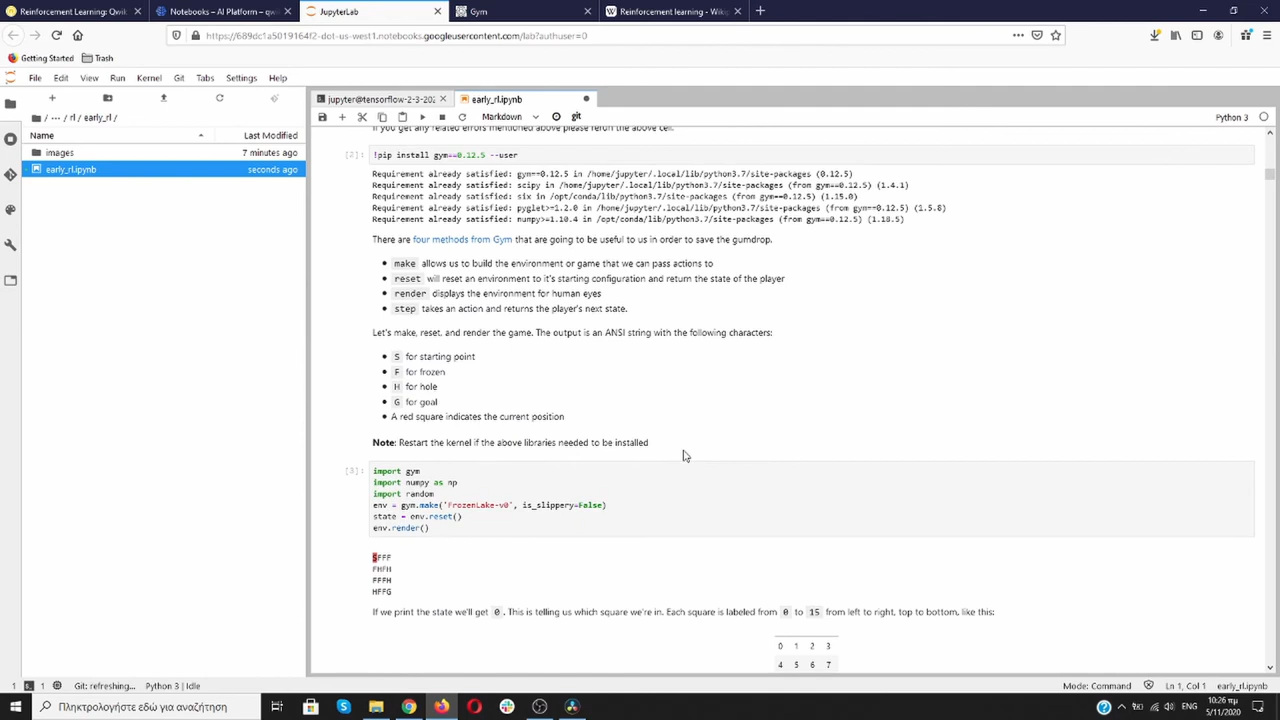 Reinforcement Learning: Qwik
Notebooks – AI Platform – qwi
JupyterLab
Gym
Reinforcement learning - Wiki
https://689dc1a5019164f2-dot-us-west1.notebooks.googleusercontent.com/lab?authuser=0
Getting Started
Trash
File Edit View Run Kernel Git Tabs Settings Help
jupyter@tensorflow-2-3-202
early_rl.ipynb
/ ··· / rl / early_rl /
Markdown
git
Python 3
Name
Last Modified
images
7 minutes ago
early_rl.ipynb
seconds ago
If you get any related errors mentioned above please rerun the above cell.
[2]:
!pip install gym==0.12.5 --user
Requirement already satisfied: gym==0.12.5 in /home/jupyter/.local/lib/python3.7/site-packages (0.12.5)
Requirement already satisfied: scipy in /home/jupyter/.local/lib/python3.7/site-packages (from gym==0.12.5) (1.4.1)
Requirement already satisfied: six in /opt/conda/lib/python3.7/site-packages (from gym==0.12.5) (1.15.0)
Requirement already satisfied: pyglet>=1.2.0 in /home/jupyter/.local/lib/python3.7/site-packages (from gym==0.12.5) (1.5.8)
Requirement already satisfied: numpy>=1.10.4 in /opt/conda/lib/python3.7/site-packages (from gym==0.12.5) (1.18.5)
There are four methods from Gym that are going to be useful to us in order to save the gumdrop.
• make allows us to build the environment or game that we can pass actions to
• reset will reset an environment to it's starting configuration and return the state of the player
• render displays the environment for human eyes
• step takes an action and returns the player's next state.
Let's make, reset, and render the game. The output is an ANSI string with the following characters:
• S for starting point
• F for frozen
• H for hole
• G for goal
• A red square indicates the current position
Note: Restart the kernel if the above libraries needed to be installed
[3]:
import gym
import numpy as np
import random
env = gym.make('FrozenLake-v0', is_slippery=False)
state = env.reset()
env.render()
SFFF
FHFH
FFFH
HFFG
If we print the state we'll get 0. This is telling us which square we're in. Each square is labeled from 0 to 15 from left to right, top to bottom, like this:
0 1 2 3
4 5 6 7
1 1 Git: refreshing... Python 3 | Idle
Mode: Command Ln 1, Col 1 early_rl.ipynb
Πληκτρολογήστε εδώ για αναζήτηση
ENG
10:26 πμ
5/11/2020